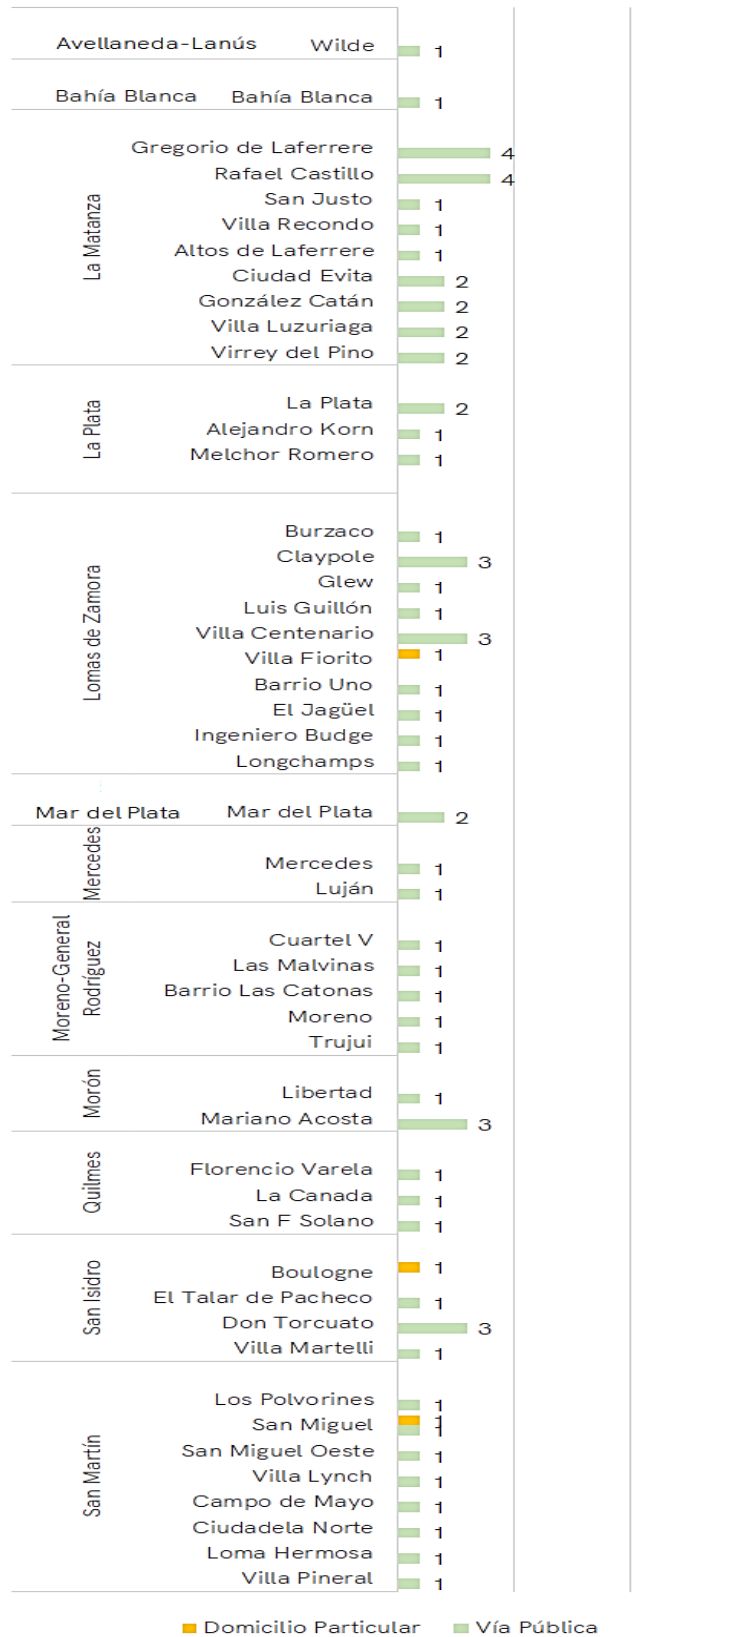 Avellaneda-Lanús Wilde 1
Bahía Blanca Bahía Blanca 1
La Matanza
Gregorio de Laferrere 4
Rafael Castillo 4
San Justo 1
Villa Recondo 1
Altos de Laferrere 1
Ciudad Evita 2
González Catán 2
Villa Luzuriaga 2
Virrey del Pino 2
La Plata
La Plata 2
Alejandro Korn 1
Melchor Romero 1
Lomas de Zamora
Burzaco 1
Claypole 3
Glew 1
Luis Guillón 1
Villa Centenario 3
Villa Fiorito 1
Barrio Uno 1
El Jagüel 1
Ingeniero Budge 1
Longchamps 1
Mar del Plata Mar del Plata 2
Mercedes
Mercedes 1
Luján 1
Moreno-General
Rodríguez
Cuartel V 1
Las Malvinas 1
Barrio Las Catonas 1
Moreno 1
Trujui 1
Morón
Libertad 1
Mariano Acosta 3
Quilmes
Florencio Varela 1
La Canada 1
San F Solano 1
San Isidro
Boulogne 1
El Talar de Pacheco 1
Don Torcuato 3
Villa Martelli 1
San Martín
Los Polvorines 1
San Miguel 1 1
San Miguel Oeste 1
Villa Lynch 1
Campo de Mayo 1
Ciudadela Norte 1
Loma Hermosa 1
Villa Pineral 1
Domicilio Particular Vía Pública